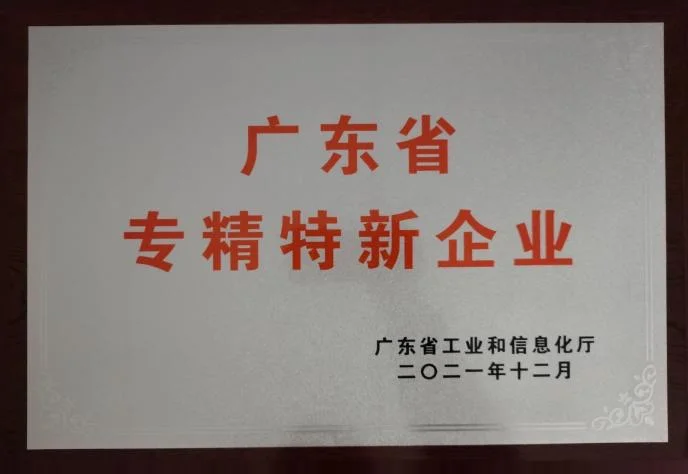 广东省
专精特新企业
广东省工业和信息化厅
二〇二一年十二月